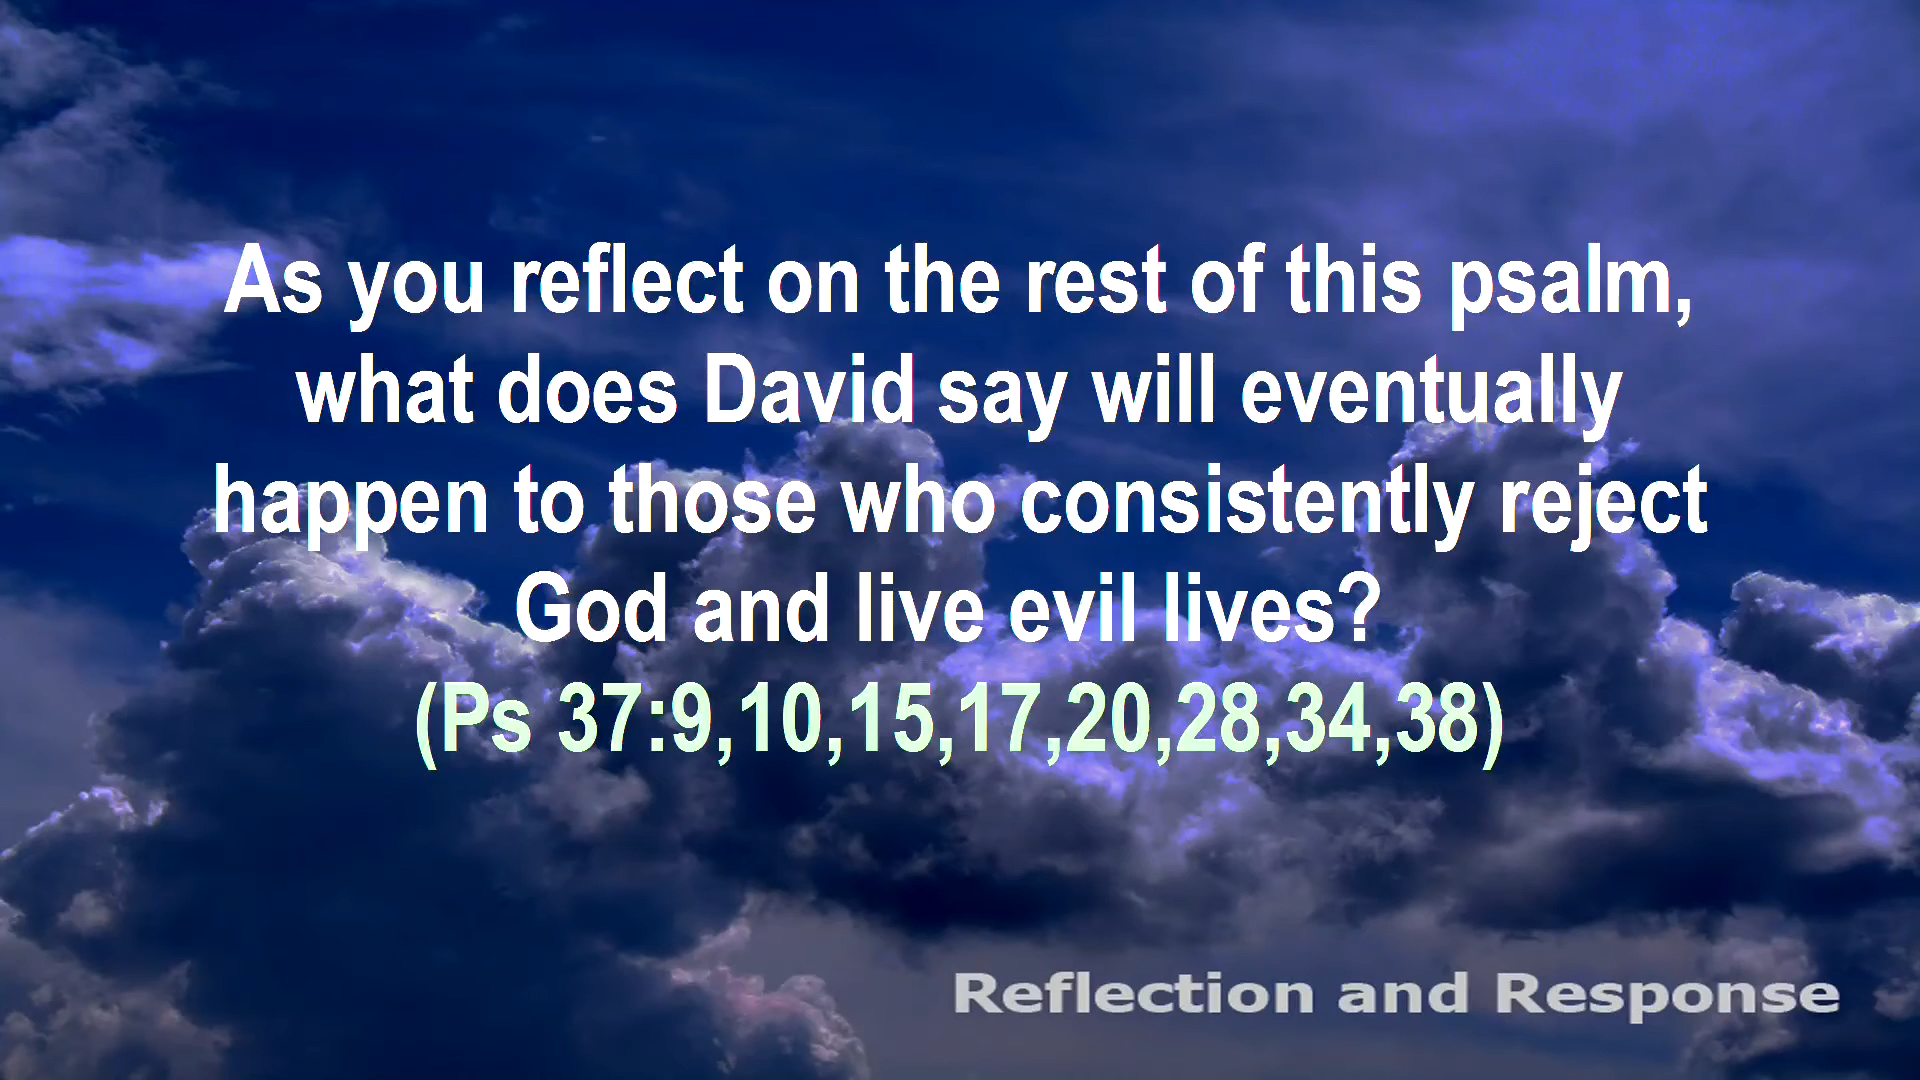 As you reflect on the rest of this psalm,
what does David say will eventually
happen to those who consistently reject
God and live evil lives?
(Ps 37:9,10,15,17,20,28,34,38)
Reflection and Response